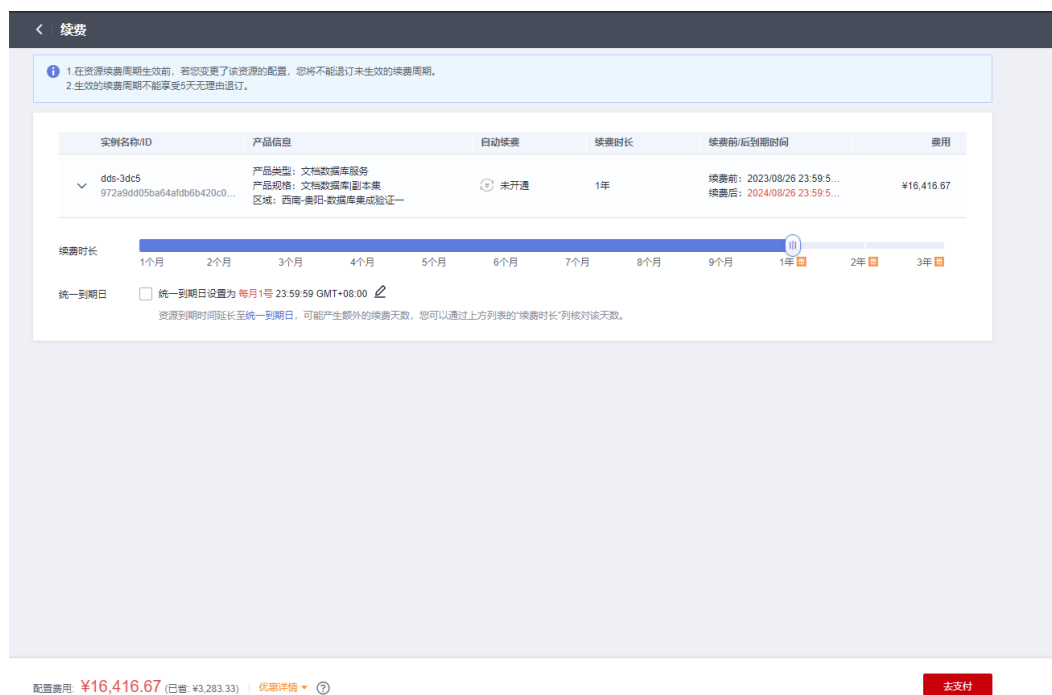 续费
1.在资源续费周期生效前，若您变更了该资源的配置，您将不能退订未生效的续费周期。
2.生效的续费周期不能享受5天无理由退订。
实例名称/ID 产品信息 自动续费 续费时长 续费前/后到期时间 费用
dds-3dc5
972a9dd05ba64afdb6b420c0...
产品类型：文档数据库服务
产品规格：文档数据库|副本集
区域：西南-贵阳-数据库集成验证一
未开通
1年
续费前：2023/08/26 23:59:5...
续费后：2024/08/26 23:59:5...
¥16,416.67
续费时长
1个月 2个月 3个月 4个月 5个月 6个月 7个月 8个月 9个月 1年 2年 3年
统一到期日 统一到期日设置为 每月1号 23:59:59 GMT+08:00
资源到期时间延长至统一到期日，可能产生额外的续费天数，您可以通过上方列表的“续费时长”列核对该天数。
配置费用: ¥16,416.67 (已省: ¥3,283.33) 优惠详情
去支付